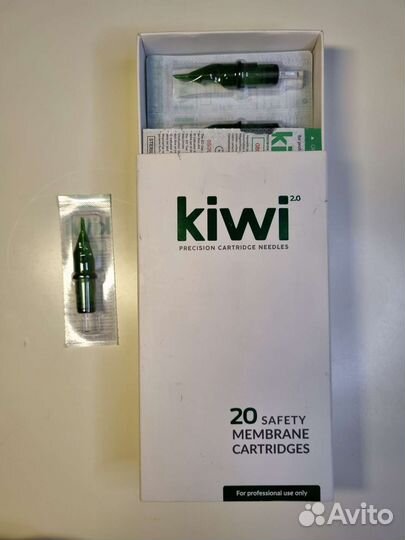 kiwi 2.0
PRECISION CARTRIDGE NEEDLES
20 SAFETY
MEMBRANE
CARTRIDGES
For professional use only
Avito